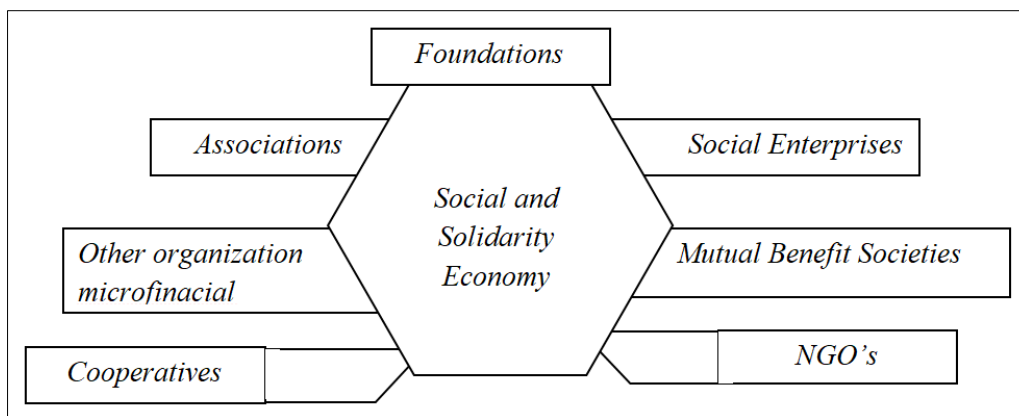 Foundations
Associations
Social Enterprises
Social and
Solidarity
Economy
Other organization
microfinacial
Mutual Benefit Societies
Cooperatives
NGO’s